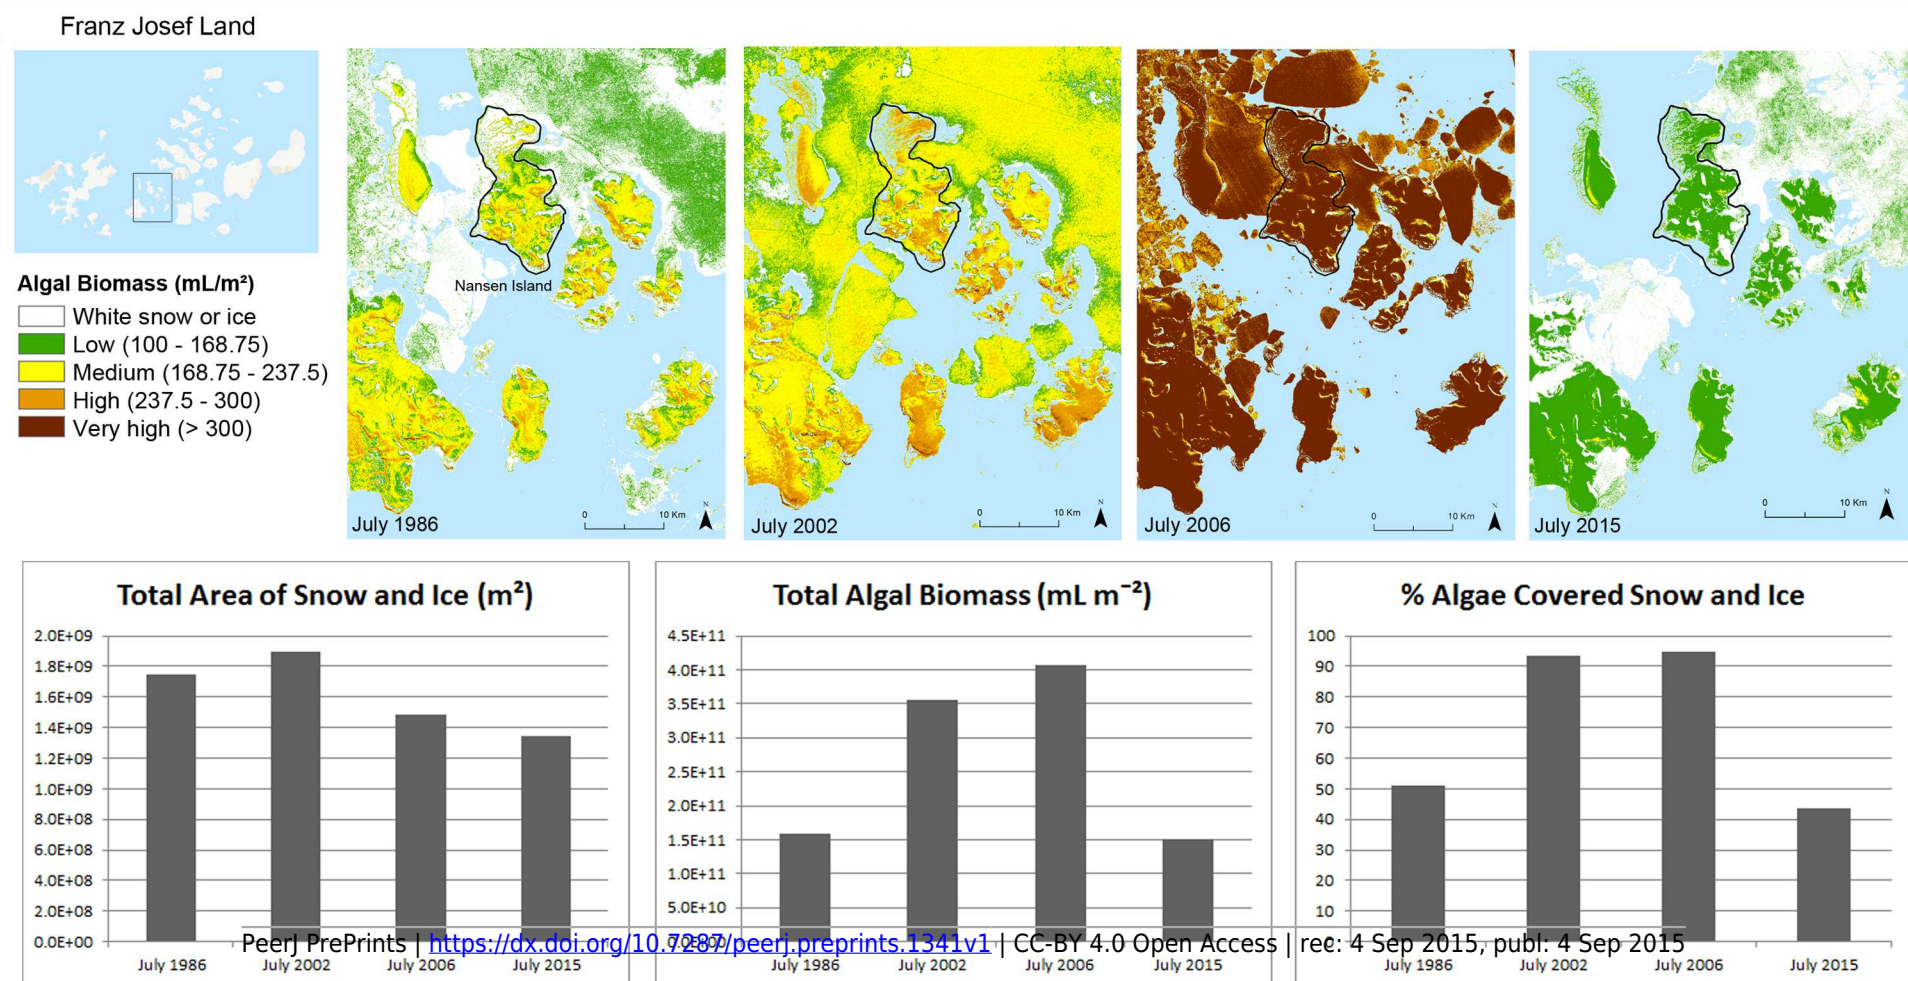 Franz Josef Land
Algal Biomass (mL/m²)
White snow or ice
Low (100 - 168.75)
Medium (168.75 - 237.5)
High (237.5 - 300)
Very high (> 300)
Nansen Island
July 1986
0 10 Km
N
July 2002
0 10 Km
N
July 2006
0 10 Km
N
July 2015
0 10 Km
N
Total Area of Snow and Ice (m²)
2.0E+09
1.8E+09
1.6E+09
1.4E+09
1.2E+09
1.0E+09
8.0E+08
6.0E+08
4.0E+08
2.0E+08
0.0E+00
July 1986 July 2002 July 2006 July 2015
Total Algal Biomass (mL m⁻²)
4.5E+11
4.0E+11
3.5E+11
3.0E+11
2.5E+11
2.0E+11
1.5E+11
1.0E+11
5.0E+10
0.0E+00
July 1986 July 2002 July 2006 July 2015
% Algae Covered Snow and Ice
100
90
80
70
60
50
40
30
20
10
0
July 1986 July 2002 July 2006 July 2015
PeerJ PrePrints | https://dx.doi.org/10.7287/peerj.preprints.1341v1 | CC-BY 4.0 Open Access | rec: 4 Sep 2015, publ: 4 Sep 2015